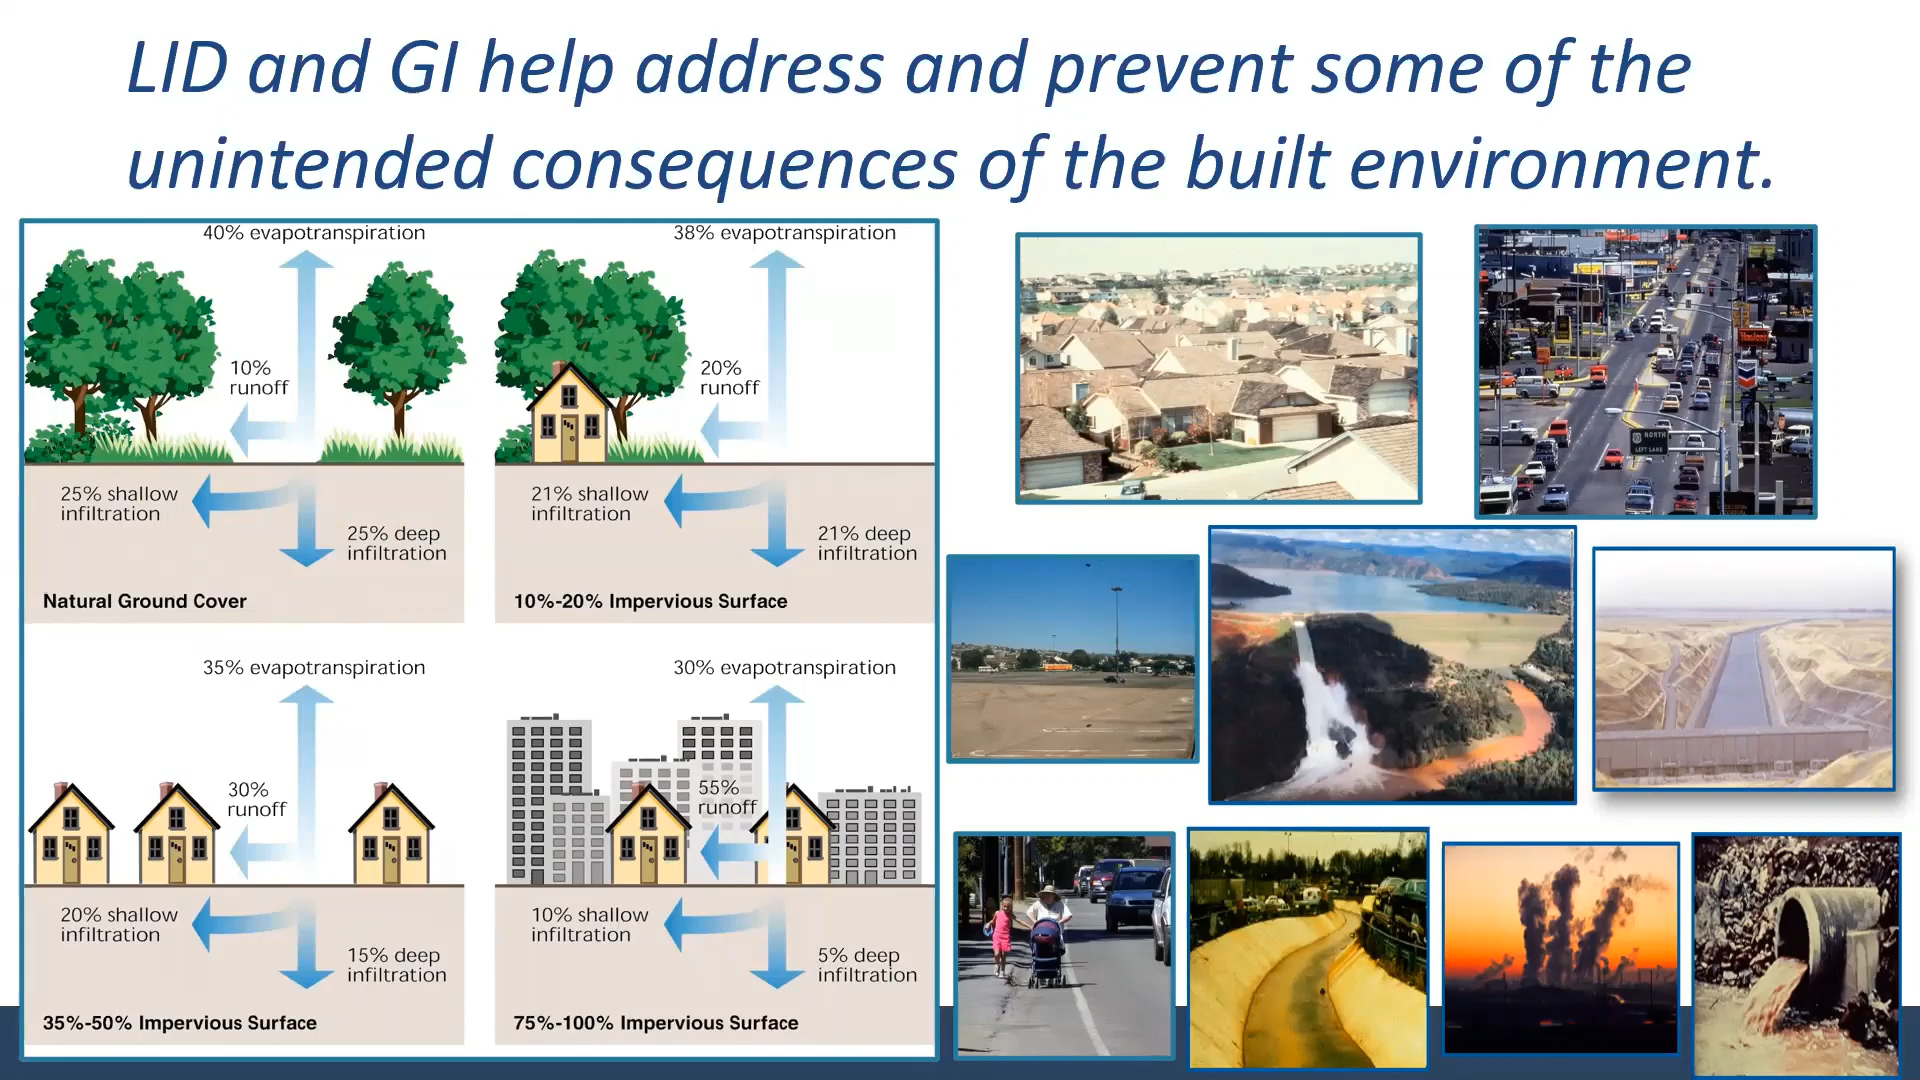 LID and GI help address and prevent some of the
unintended consequences of the built environment.
40% evapotranspiration
10%
runoff
25% shallow
infiltration
25% deep
infiltration
Natural Ground Cover
38% evapotranspiration
20%
runoff
21% shallow
infiltration
21% deep
infiltration
10%-20% Impervious Surface
35% evapotranspiration
30%
runoff
20% shallow
infiltration
15% deep
infiltration
35%-50% Impervious Surface
30% evapotranspiration
55%
runoff
10% shallow
infiltration
5% deep
infiltration
75%-100% Impervious Surface
NORTH
LEFT LANE